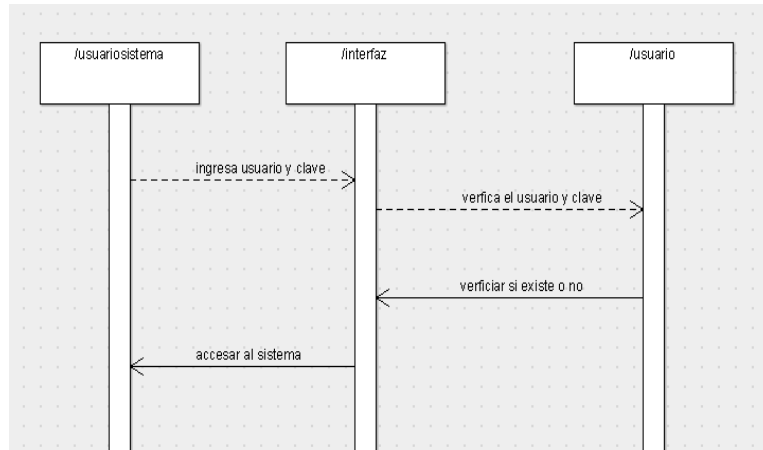 /usuariosistema
/interfaz
/usuario
ingresa usuario y clave
verfica el usuario y clave
verficiar si existe o no
accesar al sistema